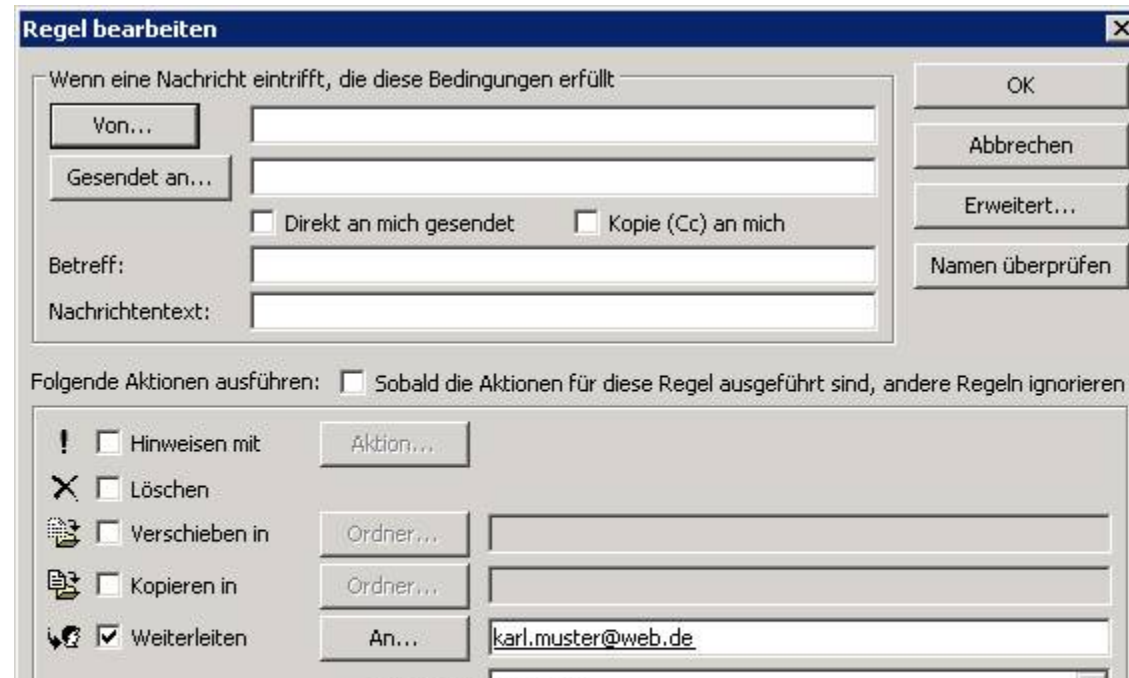 Regel bearbeiten
Wenn eine Nachricht eintrifft, die diese Bedingungen erfüllt
OK
Von...
Abbrechen
Gesendet an...
Erweitert...
Direkt an mich gesendet Kopie (Cc) an mich
Betreff:
Namen überprüfen
Nachrichtentext:
Folgende Aktionen ausführen: Sobald die Aktionen für diese Regel ausgeführt sind, andere Regeln ignorieren
Hinweisen mit Aktion...
Löschen
Verschieben in Ordner...
Kopieren in Ordner...
Weiterleiten An... karl.muster@web.de